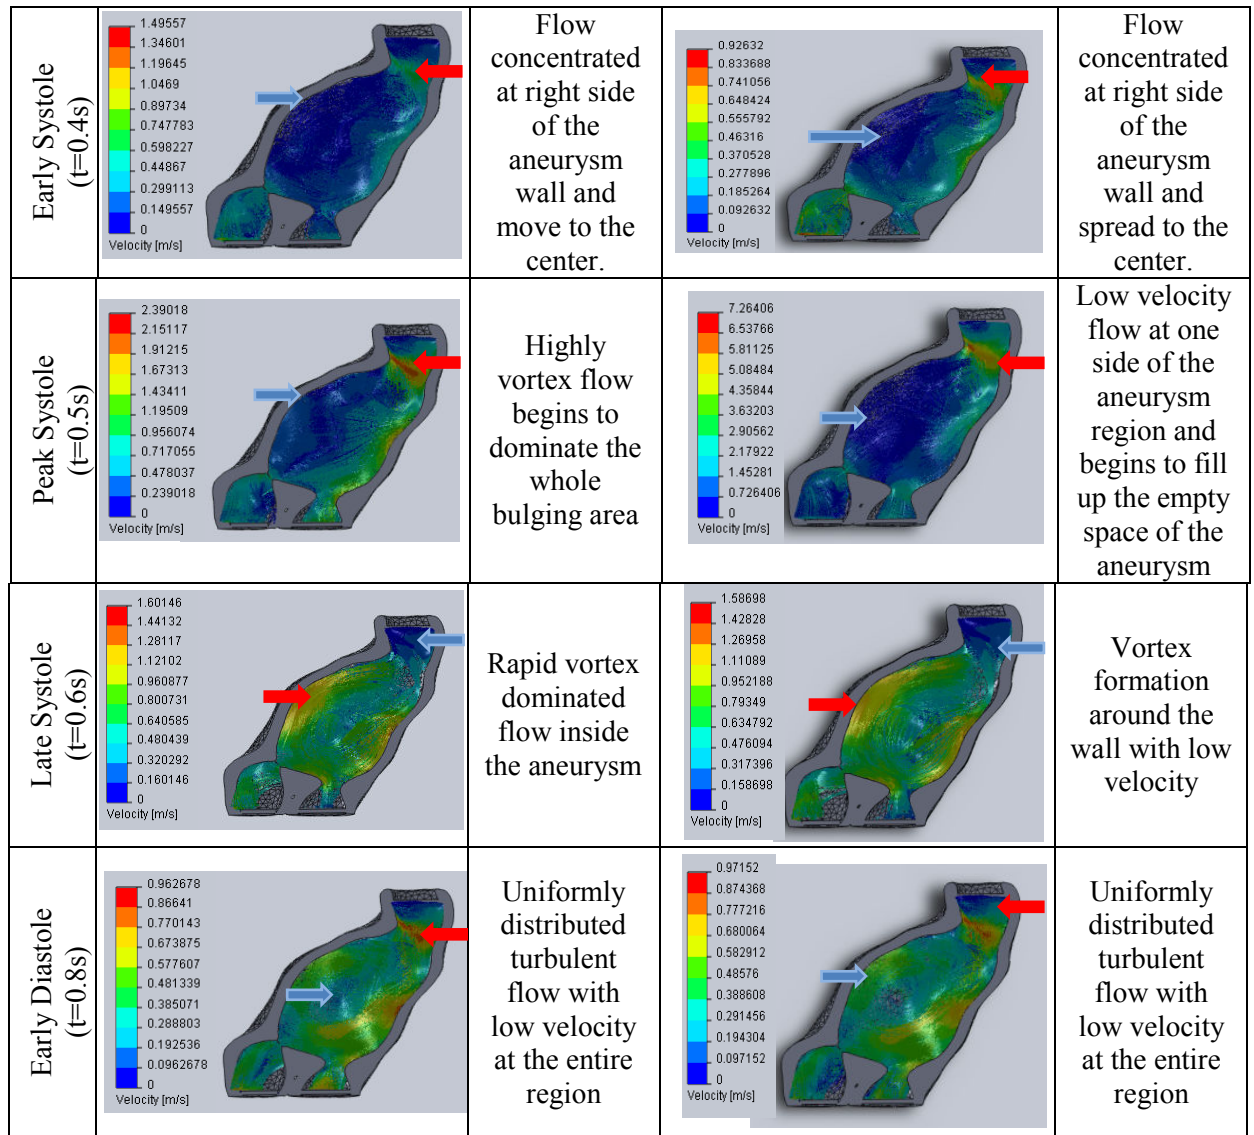 Early Systole
(t=0.4s)
1.49557
1.34601
1.19645
1.0469
0.89734
0.747783
0.598227
0.44867
0.299113
0.149557
0
Velocity [m/s]
Flow
concentrated
at right side
of the
aneurysm
wall and
move to the
center.
0.92632
0.833688
0.741056
0.648424
0.555792
0.46316
0.370528
0.277896
0.185264
0.092632
0
Velocity [m/s]
Flow
concentrated
at right side
of the
aneurysm
wall and
spread to the
center.
Peak Systole
(t=0.5s)
2.39018
2.15117
1.91215
1.67313
1.43411
1.19509
0.956074
0.717055
0.478037
0.239018
0
Velocity [m/s]
Highly
vortex flow
begins to
dominate the
whole
bulging area
7.26406
6.53766
5.81125
5.08484
4.35844
3.63203
2.90562
2.17922
1.45281
0.726406
0
Velocity [m/s]
Low velocity
flow at one
side of the
aneurysm
region and
begins to fill
up the empty
space of the
aneurysm
Late Systole
(t=0.6s)
1.60146
1.44132
1.28117
1.12102
0.960877
0.800731
0.640585
0.480439
0.320292
0.160146
0
Velocity [m/s]
Rapid vortex
dominated
flow inside
the aneurysm
1.58698
1.42828
1.26958
1.11089
0.952188
0.79349
0.634792
0.476094
0.317396
0.158698
0
Velocity [m/s]
Vortex
formation
around the
wall with low
velocity
Early Diastole
(t=0.8s)
0.962678
0.86641
0.770143
0.673875
0.577607
0.481339
0.385071
0.288803
0.192536
0.0962678
0
Velocity [m/s]
Uniformly
distributed
turbulent
flow with
low velocity
at the entire
region
0.97152
0.874368
0.777216
0.680064
0.582912
0.48576
0.388608
0.291456
0.194304
0.097152
0
Velocity [m/s]
Uniformly
distributed
turbulent
flow with
low velocity
at the entire
region